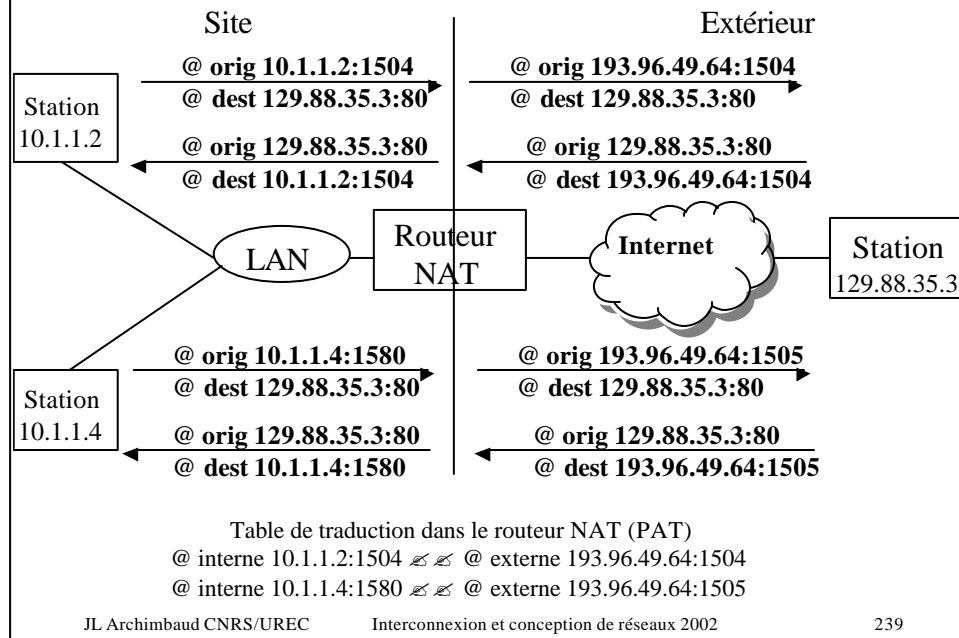 Site
Extérieur
@ orig 10.1.1.2:1504
@ dest 129.88.35.3:80
@ orig 193.96.49.64:1504
@ dest 129.88.35.3:80
Station
10.1.1.2
@ orig 129.88.35.3:80
@ dest 10.1.1.2:1504
@ orig 129.88.35.3:80
@ dest 193.96.49.64:1504
LAN
Routeur
NAT
Internet
Station
129.88.35.3
@ orig 10.1.1.4:1580
@ dest 129.88.35.3:80
@ orig 193.96.49.64:1505
@ dest 129.88.35.3:80
Station
10.1.1.4
@ orig 129.88.35.3:80
@ dest 10.1.1.4:1580
@ orig 129.88.35.3:80
@ dest 193.96.49.64:1505
Table de traduction dans le routeur NAT (PAT)
@ interne 10.1.1.2:1504 ✍ ✍ @ externe 193.96.49.64:1504
@ interne 10.1.1.4:1580 ✍ ✍ @ externe 193.96.49.64:1505
JL Archimbaud CNRS/UREC Interconnexion et conception de réseaux 2002 239